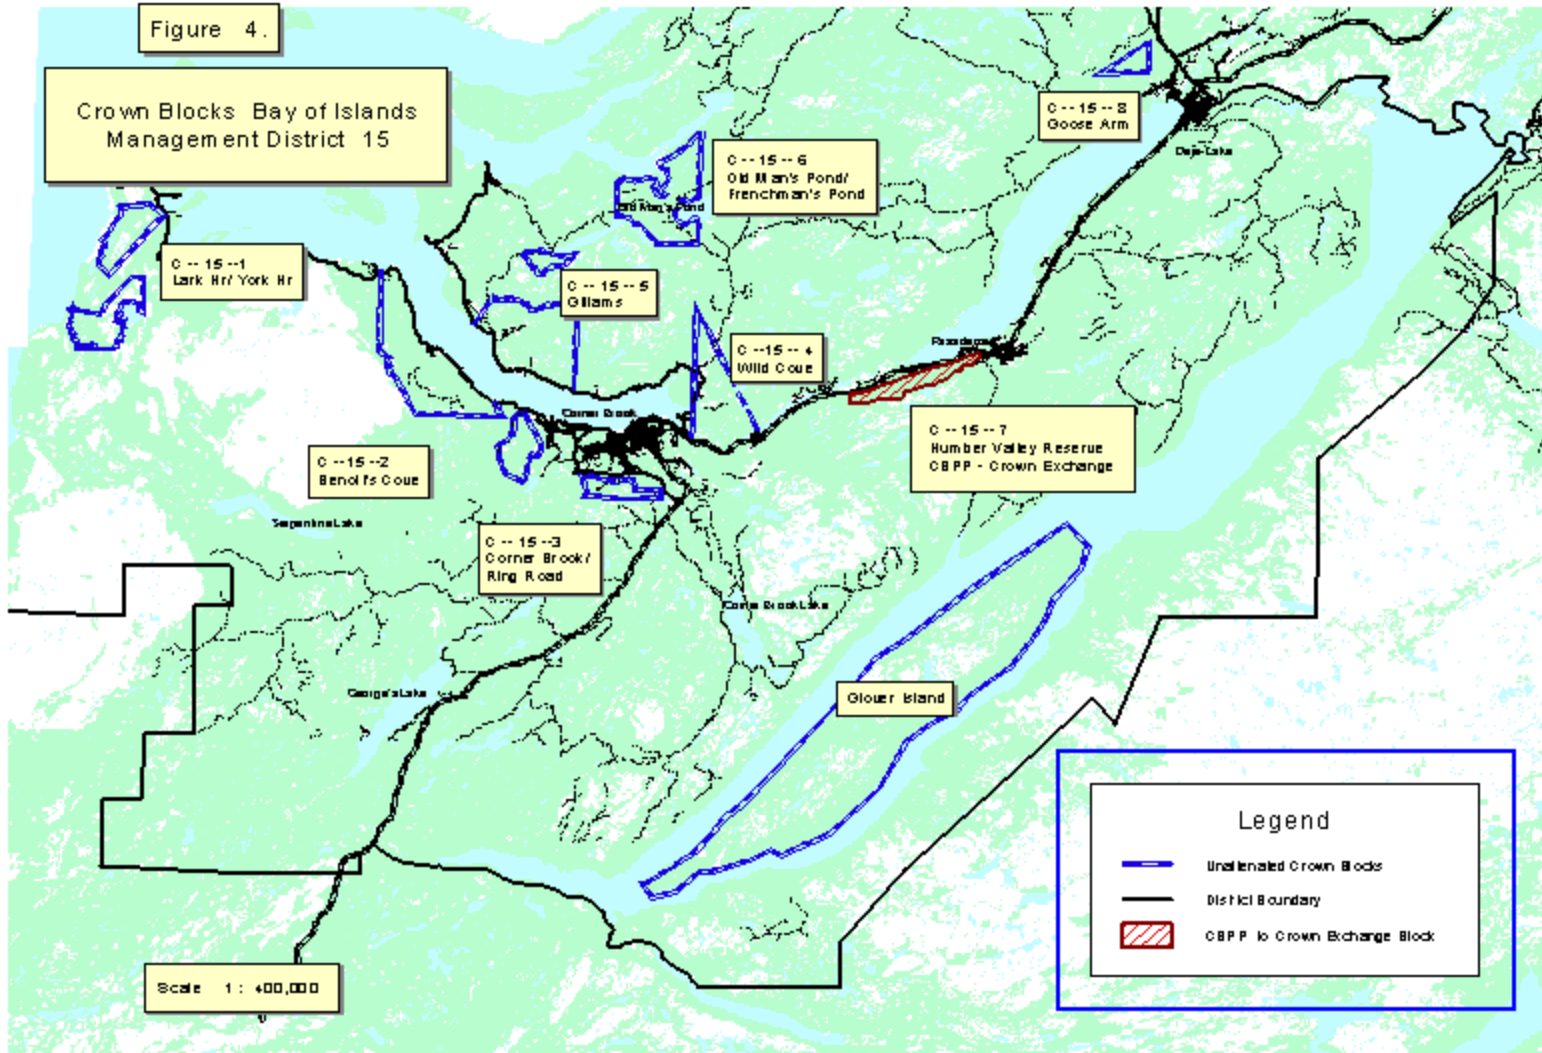 Figure 4.
Crown Blocks Bay of Islands
Management District 15
C -- 15 -- 8
Goose Arm
Deer Lake
C -- 15 -- 6
Old Man's Pond/
Frenchman's Pond
Old Man's Pond
C -- 15 -- 1
Lark Hr/ York Hr
C -- 15 -- 5
Gillams
C -- 15 -- 4
Wild Cove
Pasadena
Corner Brook
C -- 15 -- 7
Humber Valley Reserve
CBPP - Crown Exchange
C -- 15 -- 2
Benoit's Cove
Serpentine Lake
C -- 15 -- 3
Corner Brook/
Ring Road
Corner Brook Lake
George's Lake
Glover Island
Legend
Unalienated Crown Blocks
District Boundary
CBPP to Crown Exchange Block
Scale 1 : 400,000